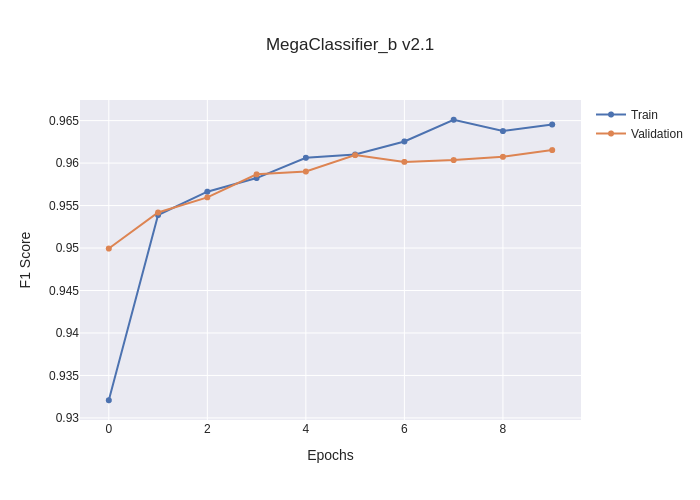 MegaClassifier_b v2.1
Train
Validation
F1 Score
0.965
0.96
0.955
0.95
0.945
0.94
0.935
0.93
0 2 4 6 8
Epochs